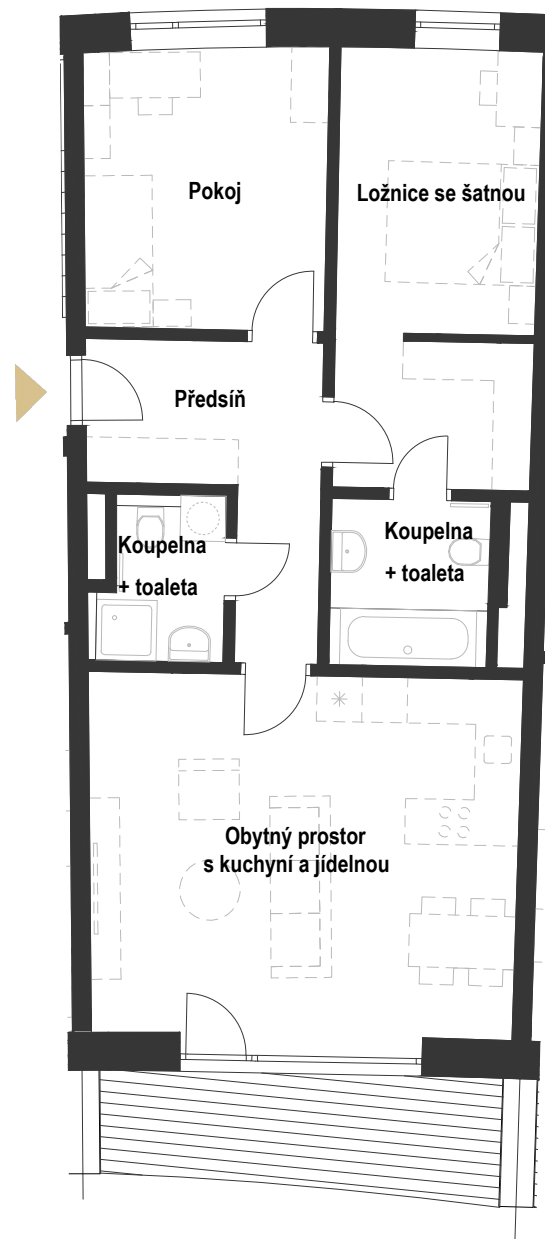 Pokoj
Ložnice se šatnou
Předsíň
Koupelna
+ toaleta
Koupelna
+ toaleta
Obytný prostor
s kuchyní a jídelnou